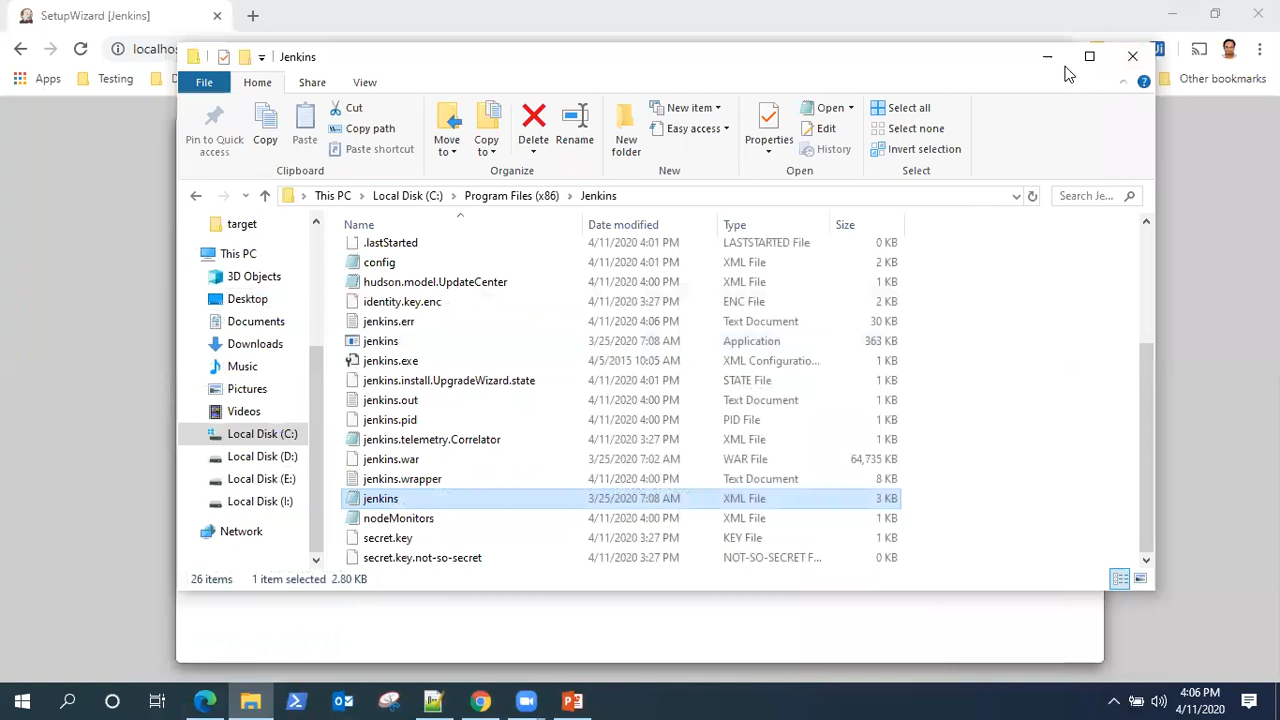 SetupWizard [Jenkins]
localhos
Apps
Testing
D
Other bookmarks
Jenkins
File
Home
Share
View
Pin to Quick access
Copy
Paste
Cut
Copy path
Paste shortcut
Clipboard
Move to
Copy to
Delete
Rename
Organize
New folder
New item
Easy access
New
Properties
Open
Edit
History
Open
Select all
Select none
Invert selection
Select
This PC > Local Disk (C:) > Program Files (x86) > Jenkins
Search Je...
target
This PC
3D Objects
Desktop
Documents
Downloads
Music
Pictures
Videos
Local Disk (C:)
Local Disk (D:)
Local Disk (E:)
Local Disk (I:)
Network
Name Date modified Type Size
.lastStarted 4/11/2020 4:01 PM LASTSTARTED File 0 KB
config 4/11/2020 4:01 PM XML File 2 KB
hudson.model.UpdateCenter 4/11/2020 4:00 PM XML File 1 KB
identity.key.enc 4/11/2020 3:27 PM ENC File 2 KB
jenkins.err 4/11/2020 4:06 PM Text Document 30 KB
jenkins 3/25/2020 7:08 AM Application 363 KB
jenkins.exe 4/5/2015 10:05 AM XML Configuratio... 1 KB
jenkins.install.UpgradeWizard.state 4/11/2020 4:01 PM STATE File 1 KB
jenkins.out 4/11/2020 4:00 PM Text Document 1 KB
jenkins.pid 4/11/2020 4:00 PM PID File 1 KB
jenkins.telemetry.Correlator 4/11/2020 3:27 PM XML File 1 KB
jenkins.war 3/25/2020 7:02 AM WAR File 64,735 KB
jenkins.wrapper 4/11/2020 4:00 PM Text Document 8 KB
jenkins 3/25/2020 7:08 AM XML File 3 KB
nodeMonitors 4/11/2020 4:00 PM XML File 1 KB
secret.key 4/11/2020 3:27 PM KEY File 1 KB
secret.key.not-so-secret 4/11/2020 3:27 PM NOT-SO-SECRET F... 0 KB
26 items 1 item selected 2.80 KB
4:06 PM
4/11/2020